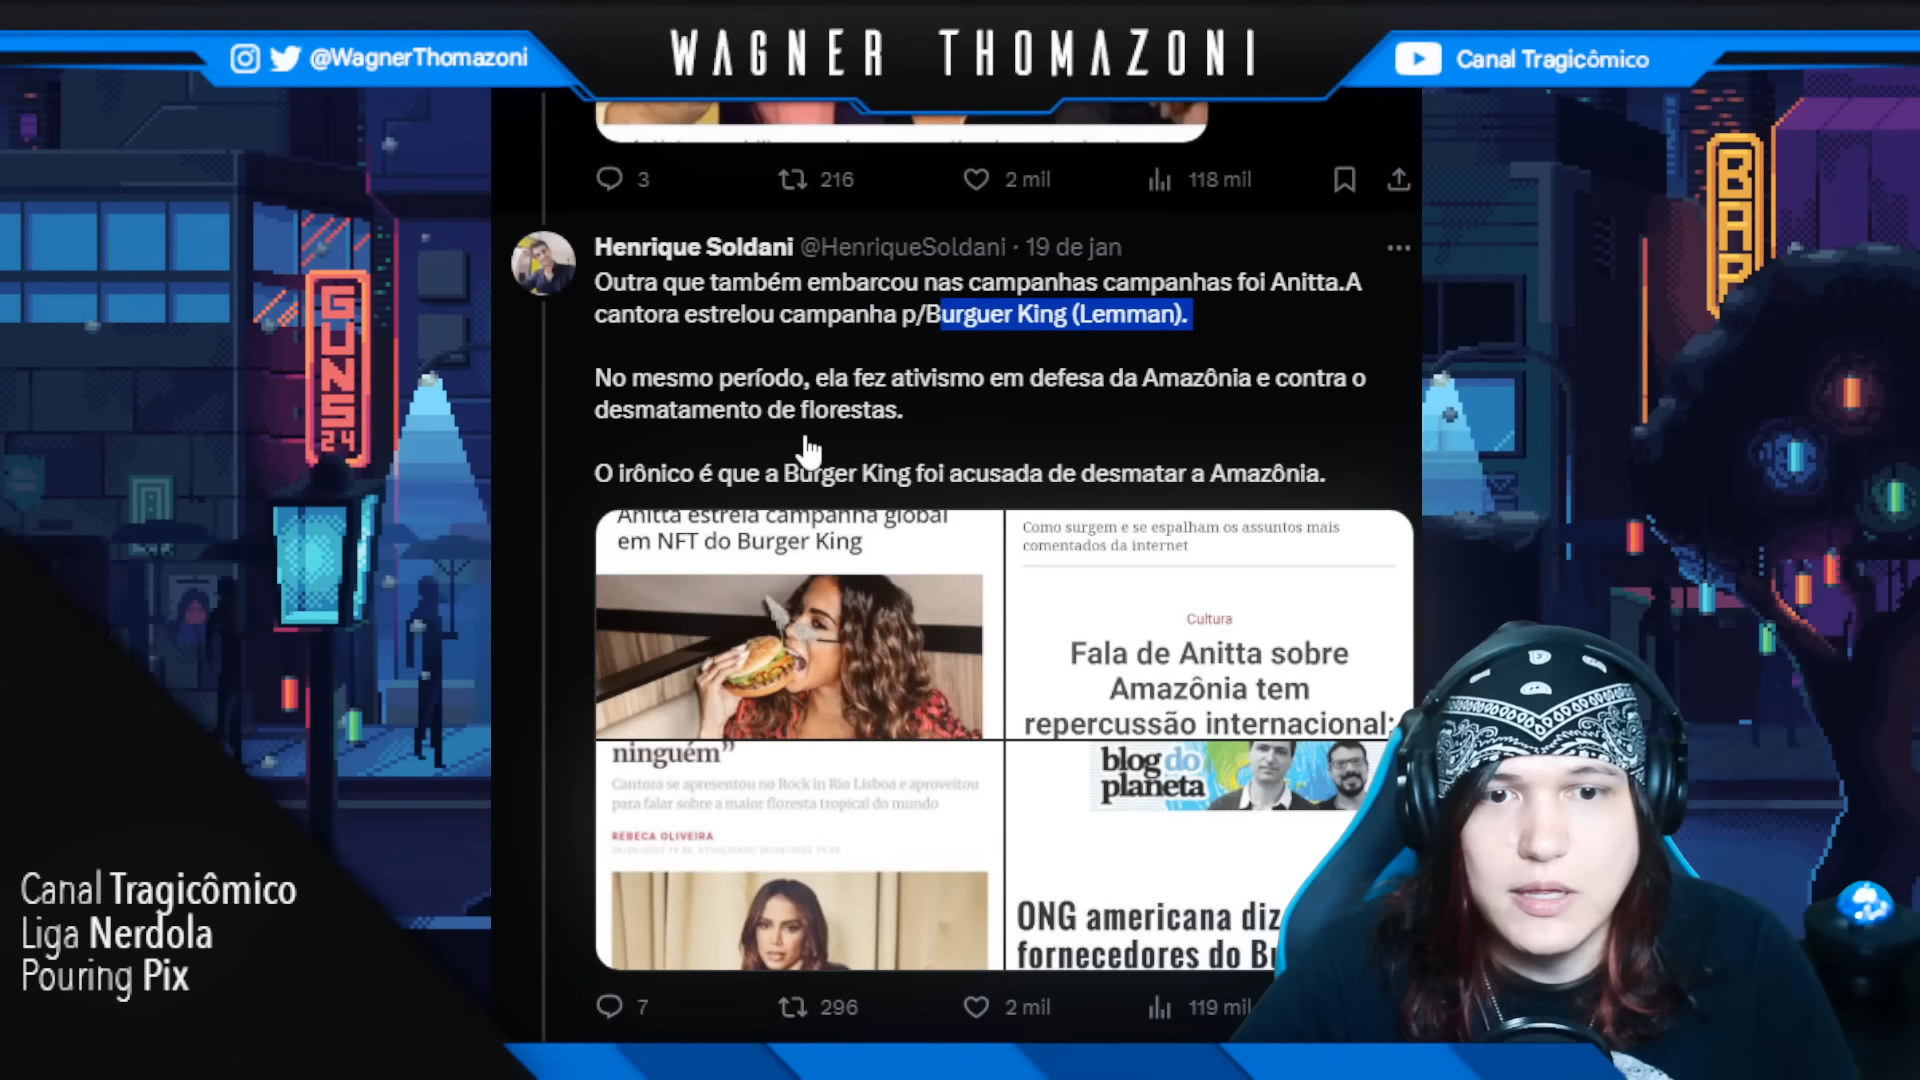 WAGNER THOMAZONI
@WagnerThomazoni
Canal Tragicômico
3
216
2 mil
118 mil
Henrique Soldani @HenriqueSoldani · 19 de jan
Outra que também embarcou nas campanhas campanhas foi Anitta.A
cantora estrelou campanha p/Burguer King (Lemman).
No mesmo período, ela fez ativismo em defesa da Amazônia e contra o
desmatamento de florestas.
O irônico é que a Burger King foi acusada de desmatar a Amazônia.
Anitta estrela campanha global
em NFT do Burger King
Como surgem e se espalham os assuntos mais
comentados da internet
Cultura
Fala de Anitta sobre
Amazônia tem
repercussão internacional:
ninguém”
Cantora se apresentou no Rock in Rio Lisboa e aproveitou
para falar sobre a maior floresta tropical do mundo
REBECA OLIVEIRA
blog do
planeta
ONG americana diz
fornecedores do Bu
7
296
2 mil
119 mil
GUNS
24
BAR
Canal Tragicômico
Liga Nerdola
Pouring Pix